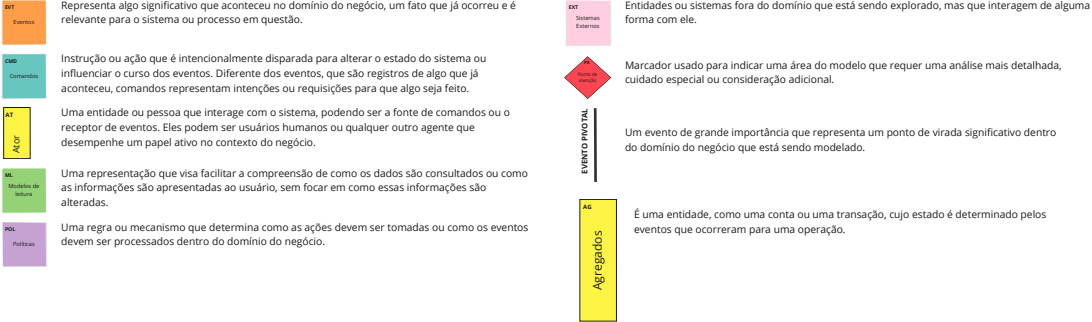 EVT
Eventos
Representa algo significativo que aconteceu no domínio do negócio, um fato que já ocorreu e é
relevante para o sistema ou processo em questão.
CMD
Comandos
Instrução ou ação que é intencionalmente disparada para alterar o estado do sistema ou
influenciar o curso dos eventos. Diferente dos eventos, que são registros de algo que já
aconteceu, comandos representam intenções ou requisições para que algo seja feito.
AT
Ator
Uma entidade ou pessoa que interage com o sistema, podendo ser a fonte de comandos ou o
receptor de eventos. Eles podem ser usuários humanos ou qualquer outro agente que
desempenhe um papel ativo no contexto do negócio.
ML
Modelos de
leitura
Uma representação que visa facilitar a compreensão de como os dados são consultados ou como
as informações são apresentadas ao usuário, sem focar em como essas informações são
alteradas.
POL
Políticas
Uma regra ou mecanismo que determina como as ações devem ser tomadas ou como os eventos
devem ser processados dentro do domínio do negócio.
EXT
Sistemas
Externos
Entidades ou sistemas fora do domínio que está sendo explorado, mas que interagem de alguma
forma com ele.
PA
Ponto de
atenção
Marcador usado para indicar uma área do modelo que requer uma análise mais detalhada,
cuidado especial ou consideração adicional.
EVENTO PIVOTAL
Um evento de grande importância que representa um ponto de virada significativo dentro
do domínio do negócio que está sendo modelado.
AG
Agregados
É uma entidade, como uma conta ou uma transação, cujo estado é determinado pelos
eventos que ocorreram para uma operação.